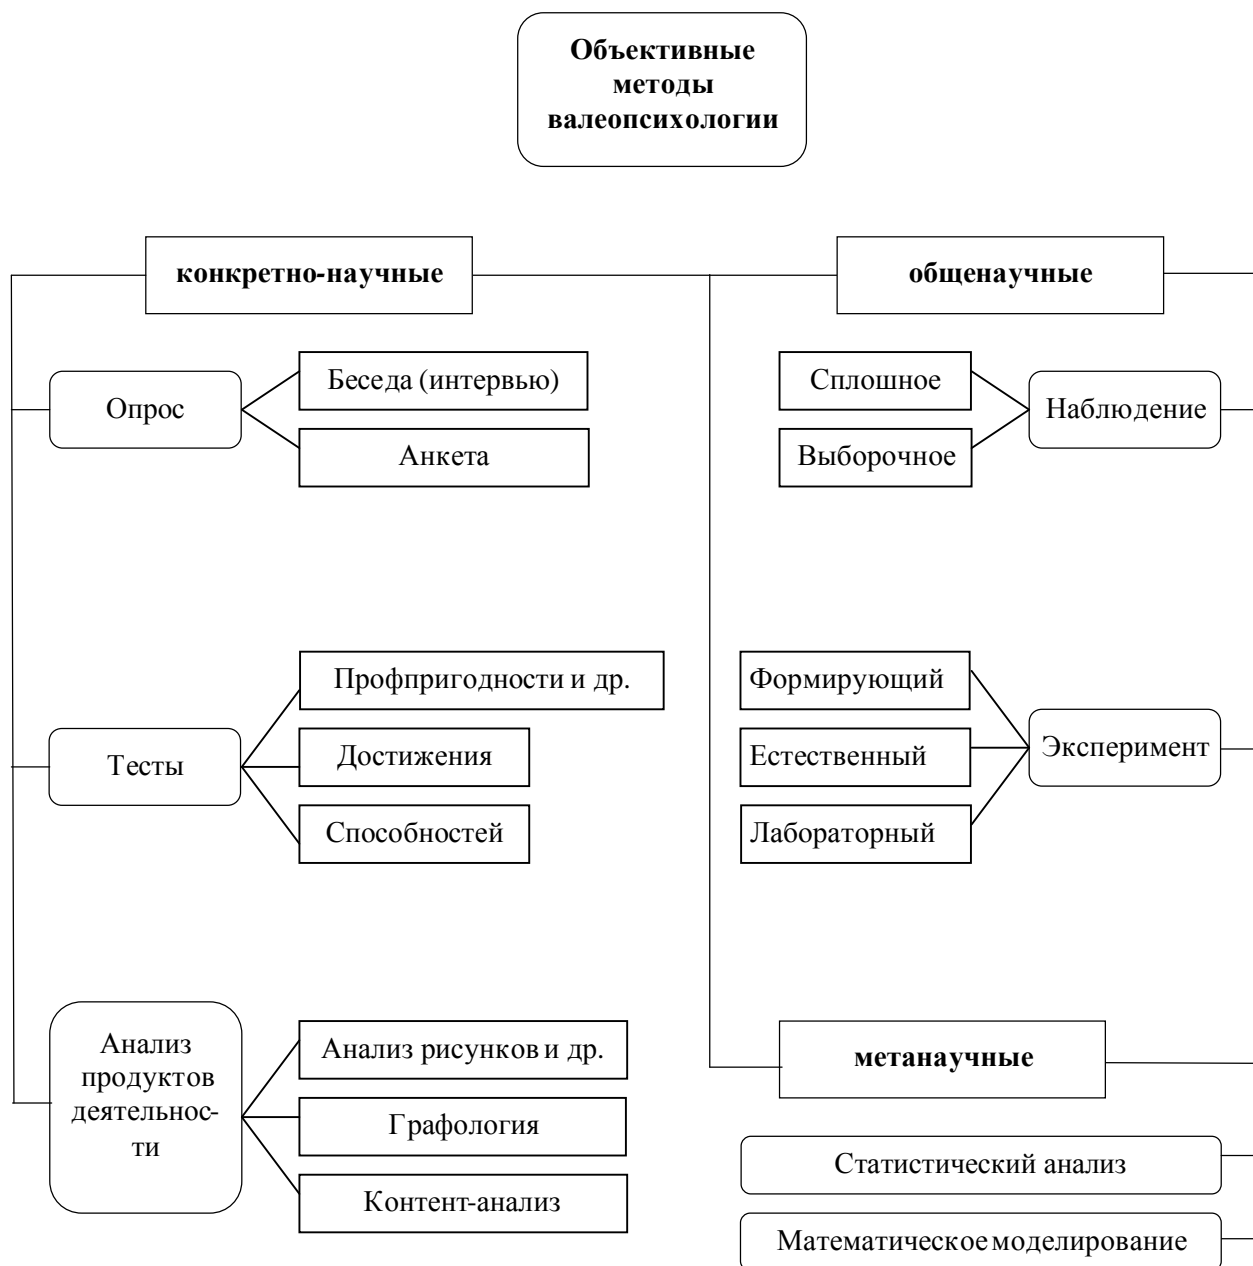 Объективные
методы
валеопсихологии
конкретно-научные
общенаучные
Опрос
Беседа (интервью)
Анкета
Сплошное
Выборочное
Наблюдение
Тесты
Профпригодности и др.
Достижения
Способностей
Формирующий
Естественный
Лабораторный
Эксперимент
Анализ
продуктов
деятельнос-
ти
Анализ рисунков и др.
Графология
Контент-анализ
метанаучные
Статистический анализ
Математическое моделирование